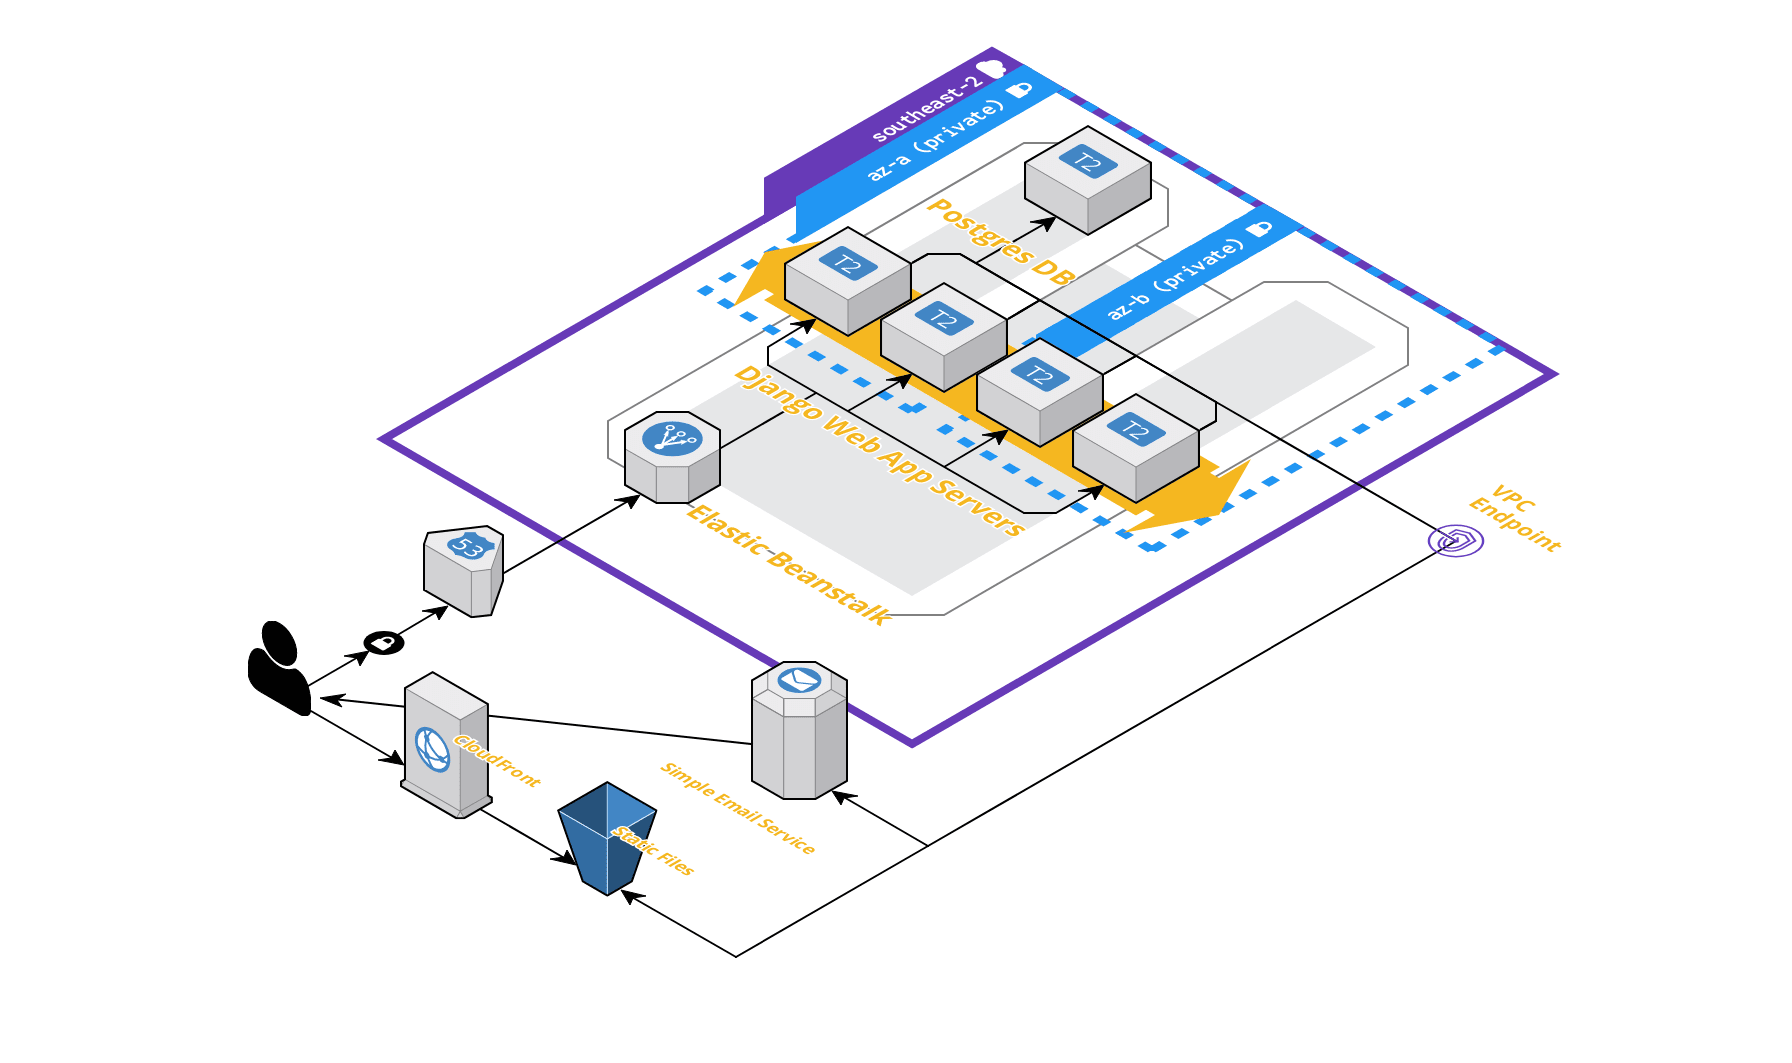 southeast-2
az-a (private)
T2
Postgres DB
az-b (private)
T2
T2
T2
T2
Django Web App Servers
Elastic-Beanstalk
53
VPC
Endpoint
CloudFront
Simple Email Service
Static Files